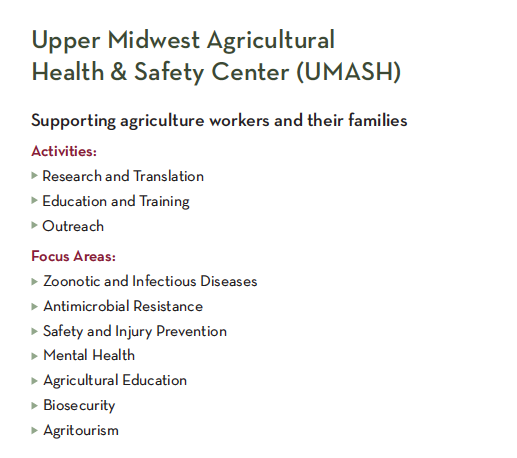 Upper Midwest Agricultural
Health & Safety Center (UMASH)
Supporting agriculture workers and their families
Activities:
Research and Translation
Education and Training
Outreach
Focus Areas:
Zoonotic and Infectious Diseases
Antimicrobial Resistance
Safety and Injury Prevention
Mental Health
Agricultural Education
Biosecurity
Agritourism